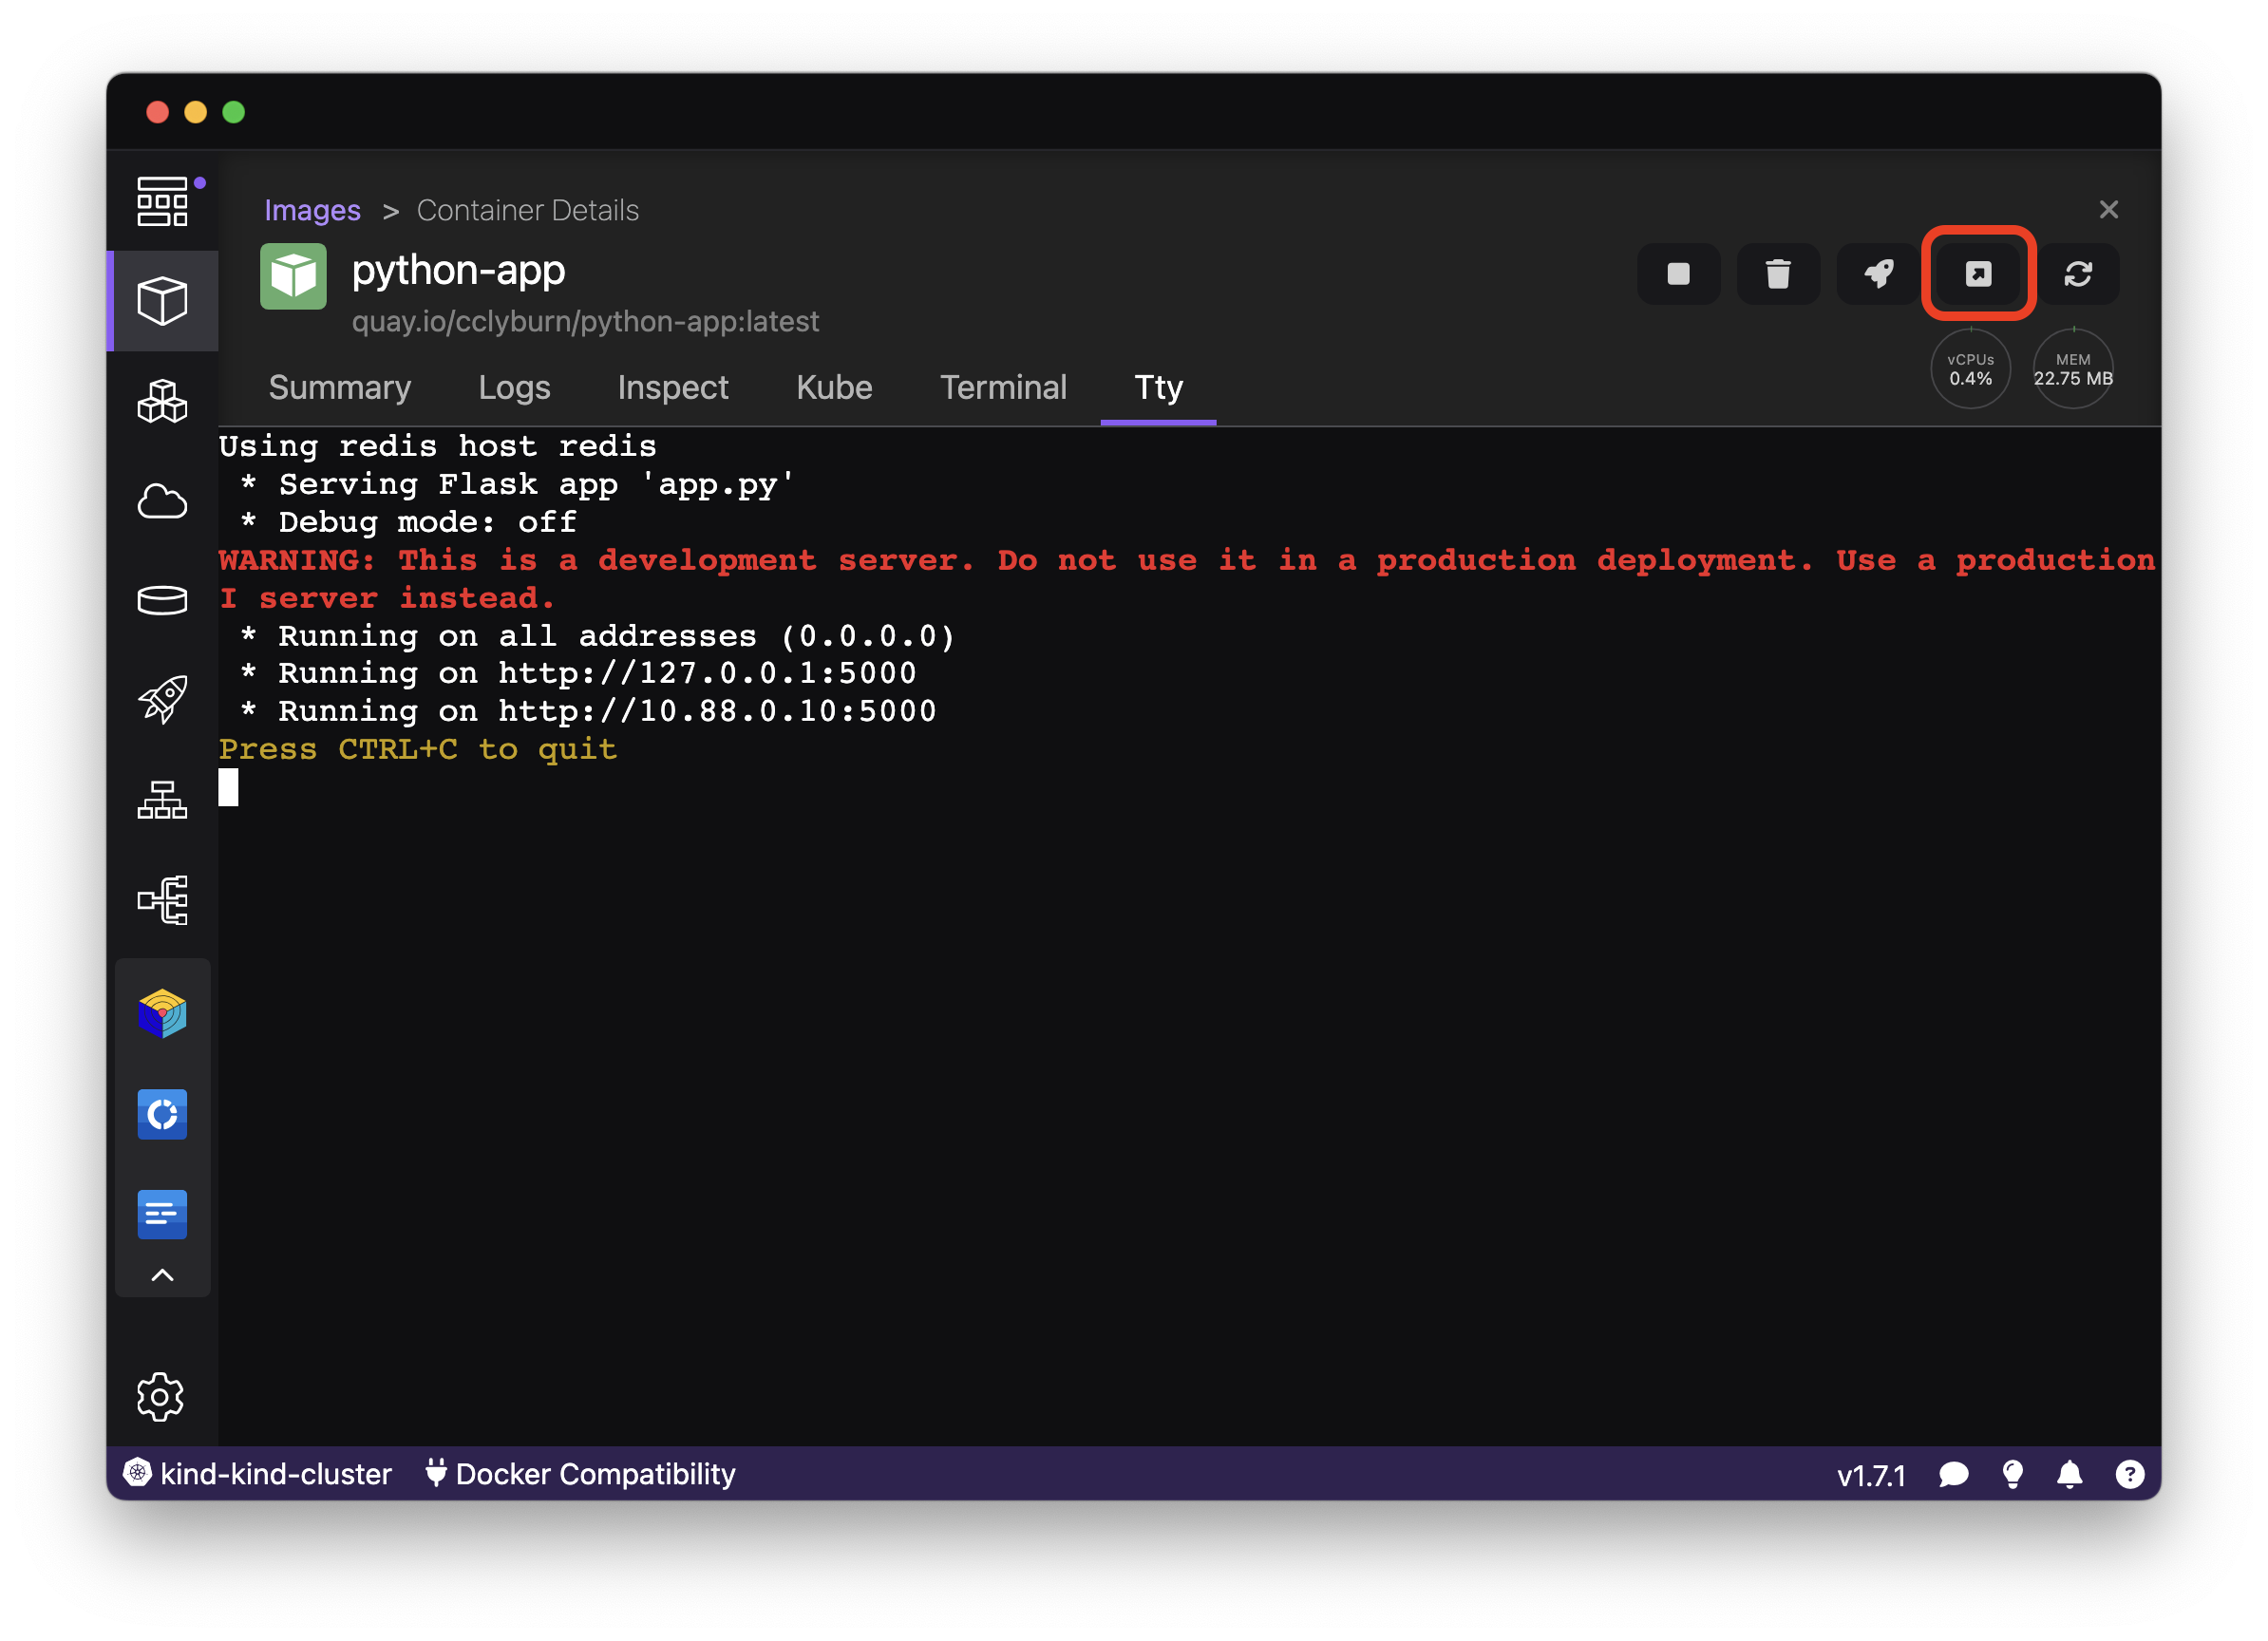 Images > Container Details
python-app
quay.io/cclyburn/python-app:latest
vCPUs
0.4%
MEM
22.75 MB
Summary Logs Inspect Kube Terminal Tty
Using redis host redis
* Serving Flask app 'app.py'
* Debug mode: off
WARNING: This is a development server. Do not use it in a production deployment. Use a production
I server instead.
* Running on all addresses (0.0.0.0)
* Running on http://127.0.0.1:5000
* Running on http://10.88.0.10:5000
Press CTRL+C to quit
kind-kind-cluster Docker Compatibility v1.7.1